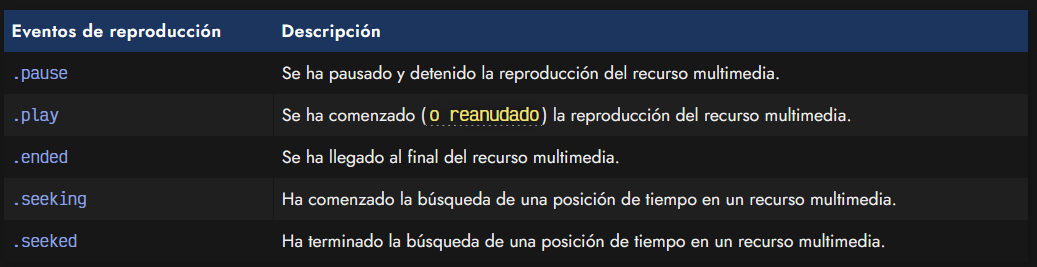 Eventos de reproducción Descripción
.pause Se ha pausado y detenido la reproducción del recurso multimedia.
.play Se ha comenzado (o reanudado) la reproducción del recurso multimedia.
.ended Se ha llegado al final del recurso multimedia.
.seeking Ha comenzado la búsqueda de una posición de tiempo en un recurso multimedia.
.seeked Ha terminado la búsqueda de una posición de tiempo en un recurso multimedia.